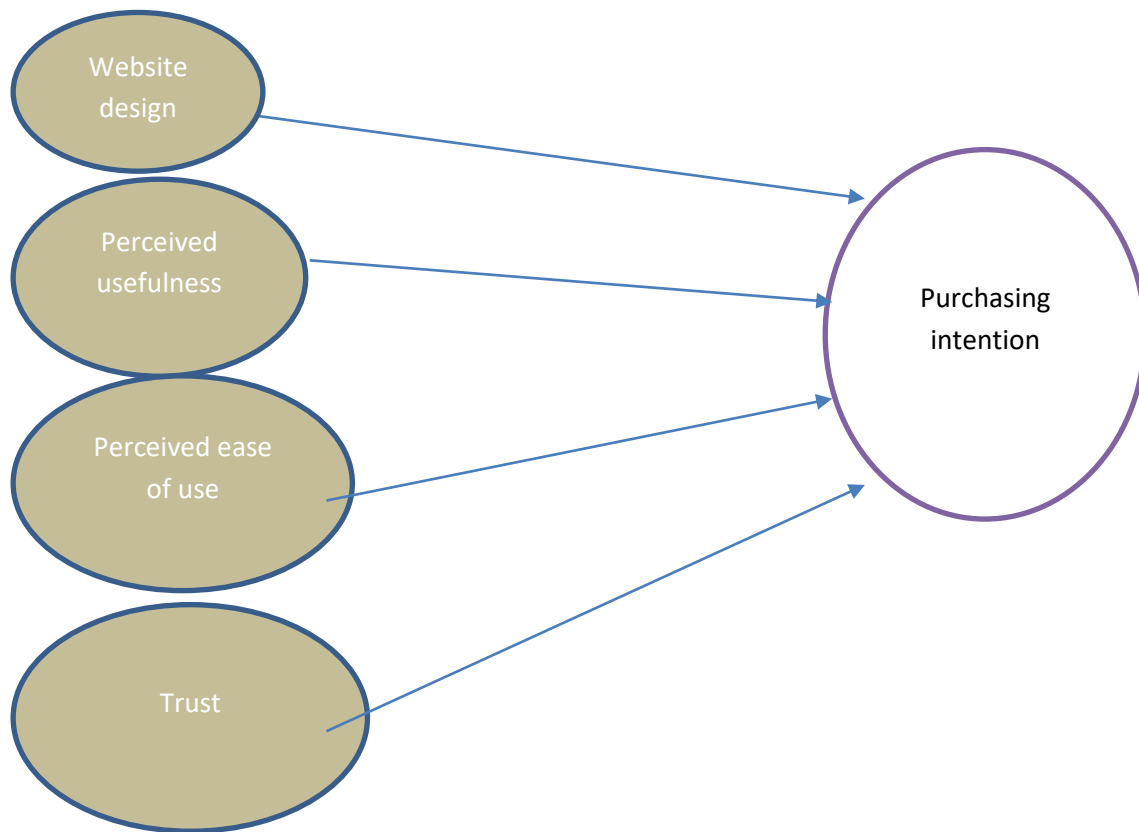 Website
design
Perceived
usefulness
Purchasing
intention
Perceived ease
of use
Trust